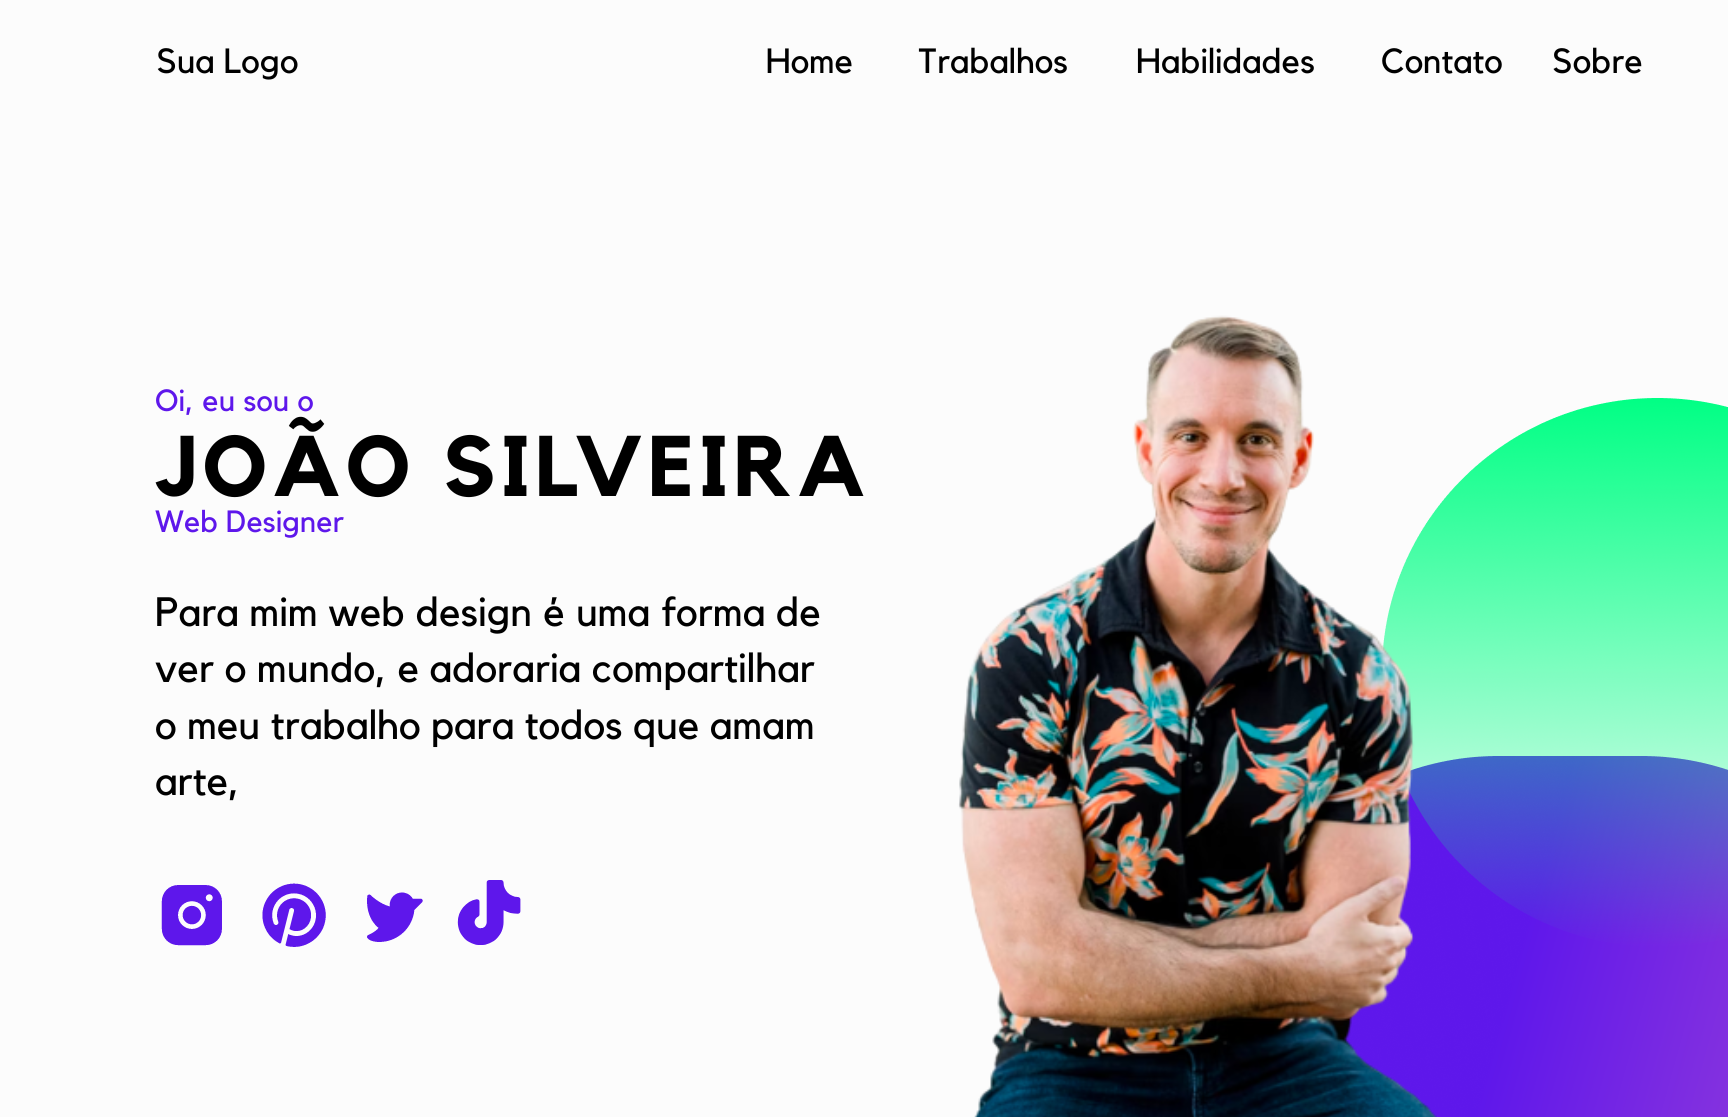 Sua Logo
Home Trabalhos Habilidades Contato Sobre
Oi, eu sou o
JOÃO SILVEIRA
Web Designer
Para mim web design é uma forma de
ver o mundo, e adoraria compartilhar
o meu trabalho para todos que amam
arte,